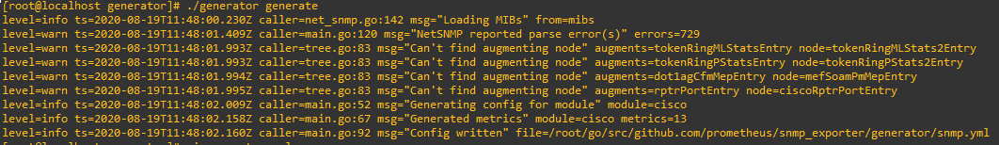 [root@localhost generator]# ./generator generate
level=info ts=2020-08-19T11:48:00.230Z caller=net_snmp.go:142 msg="Loading MIBs" from=mibs
level=warn ts=2020-08-19T11:48:01.409Z caller=main.go:120 msg="NetSNMP reported parse error(s)" errors=729
level=warn ts=2020-08-19T11:48:01.993Z caller=tree.go:83 msg="Can't find augmenting node" augments=tokenRingMLStatsEntry node=tokenRingMLStats2Entry
level=warn ts=2020-08-19T11:48:01.993Z caller=tree.go:83 msg="Can't find augmenting node" augments=tokenRingPStatsEntry node=tokenRingPStats2Entry
level=warn ts=2020-08-19T11:48:01.994Z caller=tree.go:83 msg="Can't find augmenting node" augments=dot1agCfmMepEntry node=mefSoamPmMepEntry
level=warn ts=2020-08-19T11:48:01.995Z caller=tree.go:83 msg="Can't find augmenting node" augments=rptrPortEntry node=ciscoRptrPortEntry
level=info ts=2020-08-19T11:48:02.009Z caller=main.go:52 msg="Generating config for module" module=cisco
level=info ts=2020-08-19T11:48:02.158Z caller=main.go:67 msg="Generated metrics" module=cisco metrics=13
level=info ts=2020-08-19T11:48:02.160Z caller=main.go:92 msg="Config written" file=/root/go/src/github.com/prometheus/snmp_exporter/generator/snmp.yml